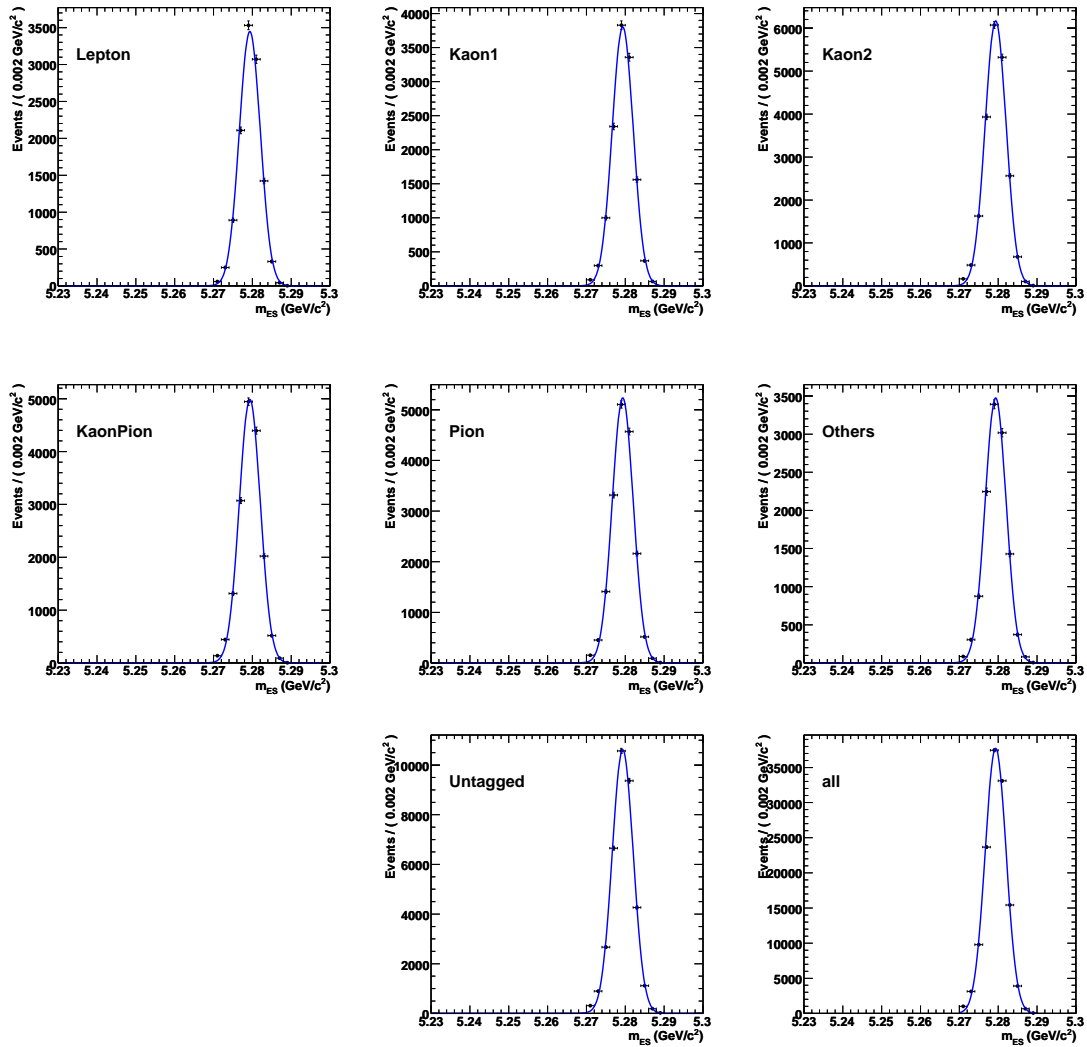 Events / ( 0.002 GeV/c² )
3500
3000
2500
2000
1500
1000
500
0
Lepton
5.23 5.24 5.25 5.26 5.27 5.28 5.29 5.3
m_ES (GeV/c²)
Events / ( 0.002 GeV/c² )
4000
3500
3000
2500
2000
1500
1000
500
0
Kaon1
5.23 5.24 5.25 5.26 5.27 5.28 5.29 5.3
m_ES (GeV/c²)
Events / ( 0.002 GeV/c² )
6000
5000
4000
3000
2000
1000
0
Kaon2
5.23 5.24 5.25 5.26 5.27 5.28 5.29 5.3
m_ES (GeV/c²)
Events / ( 0.002 GeV/c² )
5000
4000
3000
2000
1000
0
KaonPion
5.23 5.24 5.25 5.26 5.27 5.28 5.29 5.3
m_ES (GeV/c²)
Events / ( 0.002 GeV/c² )
5000
4000
3000
2000
1000
0
Pion
5.23 5.24 5.25 5.26 5.27 5.28 5.29 5.3
m_ES (GeV/c²)
Events / ( 0.002 GeV/c² )
3500
3000
2500
2000
1500
1000
500
0
Others
5.23 5.24 5.25 5.26 5.27 5.28 5.29 5.3
m_ES (GeV/c²)
Events / ( 0.002 GeV/c² )
10000
8000
6000
4000
2000
0
Untagged
5.23 5.24 5.25 5.26 5.27 5.28 5.29 5.3
m_ES (GeV/c²)
Events / ( 0.002 GeV/c² )
35000
30000
25000
20000
15000
10000
5000
0
all
5.23 5.24 5.25 5.26 5.27 5.28 5.29 5.3
m_ES (GeV/c²)